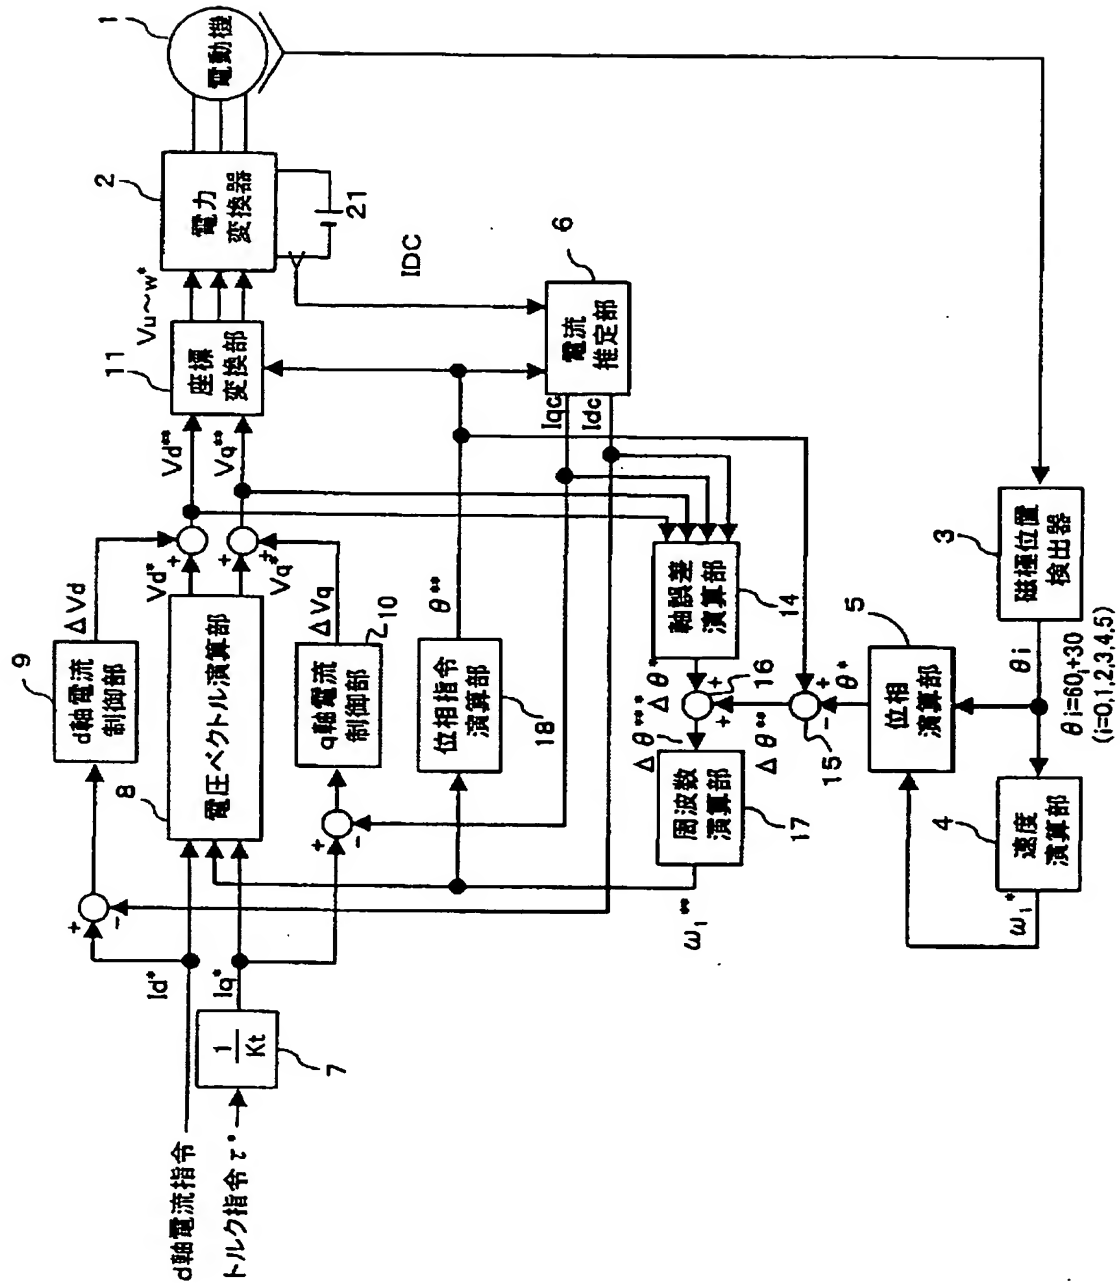 1
電動機
2
電力
変換器
21
Vu～w*
IDC
11
座標
変換部
6
電流
推定部
Iqc
Idc
Vd**
Vq**
9
d軸電流
制御部
ΔVd
Vd*
+
+
8
電圧ベクトル演算部
+
+
Vq*
ΔVq
10
q軸電流
制御部
+
-
θ**
位相指令
演算部
18
軸誤差
演算部
14
Δθ*
+
+
16
Δθ***
Δθ**
周波数
演算部
17
ω1**
+
-
15
θ*
5
位相
演算部
3
磁極位置
検出器
θi
θi=60i+30
(i=0,1,2,3,4,5)
4
速度
演算部
ω1*
+
-
Id*
Iq*
1
Kt
7
d軸電流指令
トルク指令τ*